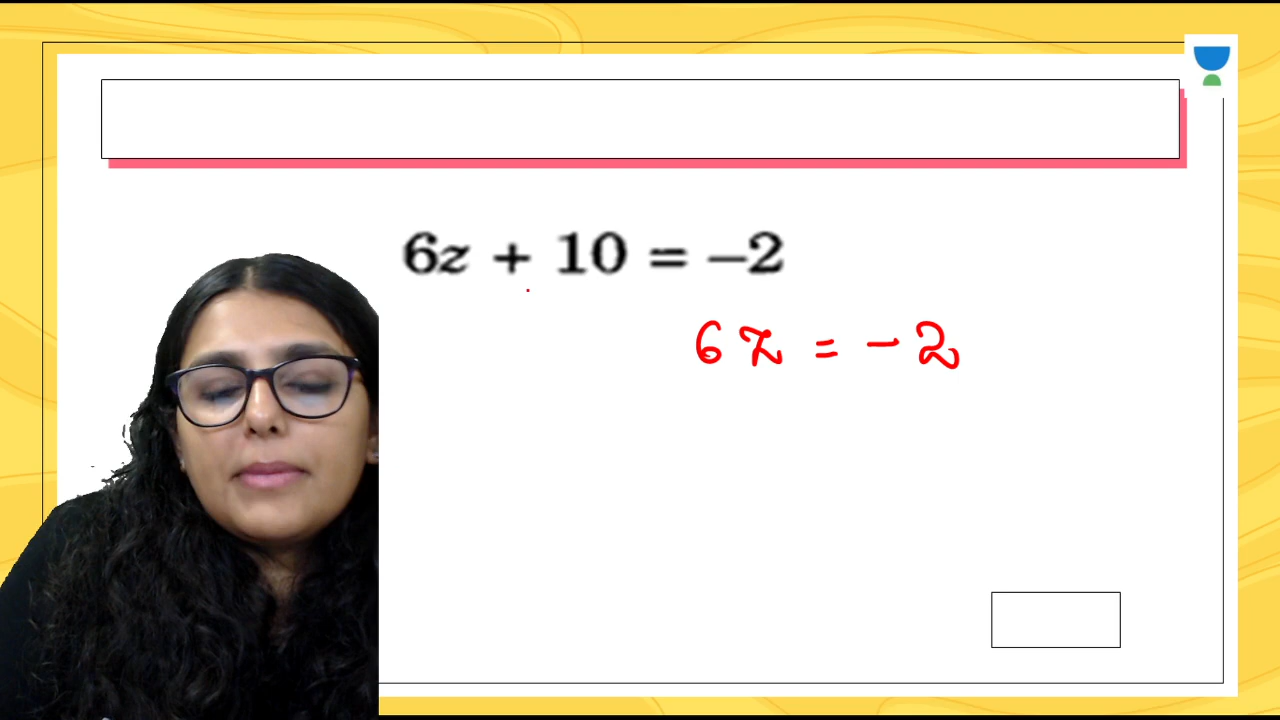 6z + 10 = –2
6z = - 2